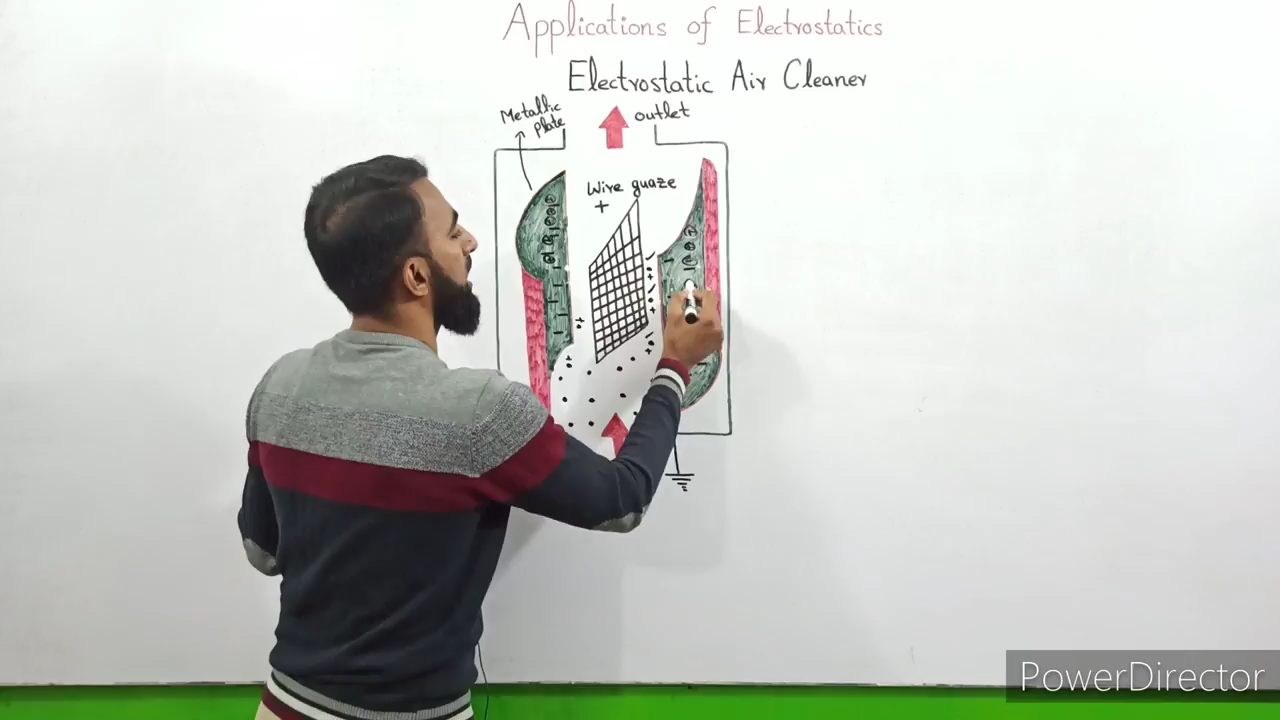 Applications of Electrostatics
Electrostatic Air Cleaner
Metallic
plate
outlet
Wire guaze
+
PowerDirector